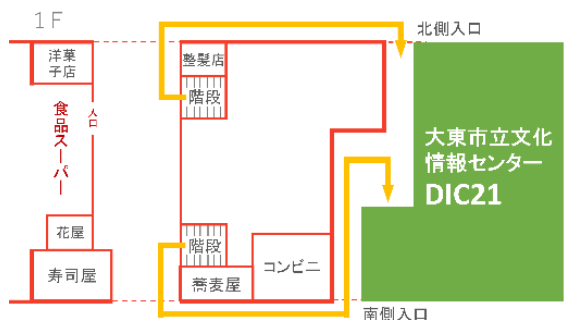 1F
北側入口
洋菓
子店
整髪店
階段
入口
食品スーパー
大東市立文化
情報センター
DIC21
花屋
階段
寿司屋
蕎麦屋
コンビニ
南側入口